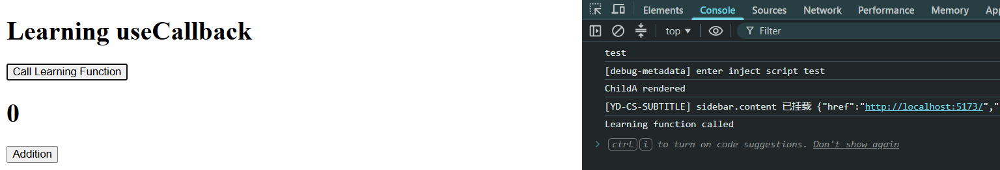 Learning useCallback
Call Learning Function
0
Addition
Elements Console Sources Network Performance Memory Ap
top ▼ Filter
test
[debug-metadata] enter inject script test
ChildA rendered
[YD-CS-SUBTITLE] sidebar.content 已挂载 {"href":"http://localhost:5173/","
Learning function called
> ctrl i to turn on code suggestions. Don't show again